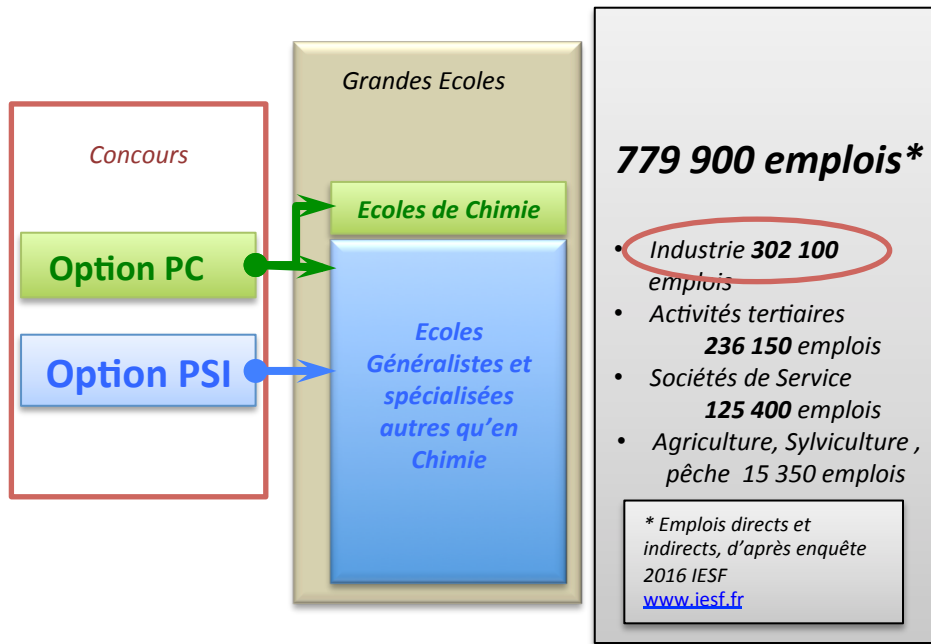 Concours
Option PC
Option PSI
Grandes Ecoles
Ecoles de Chimie
Ecoles
Généralistes et
spécialisées
autres qu'en
Chimie
779 900 emplois*
• Industrie 302 100
emplois
• Activités tertiaires
236 150 emplois
• Sociétés de Service
125 400 emplois
• Agriculture, Sylviculture ,
pêche 15 350 emplois
* Emplois directs et
indirects, d'après enquête
2016 IESF
www.iesf.fr